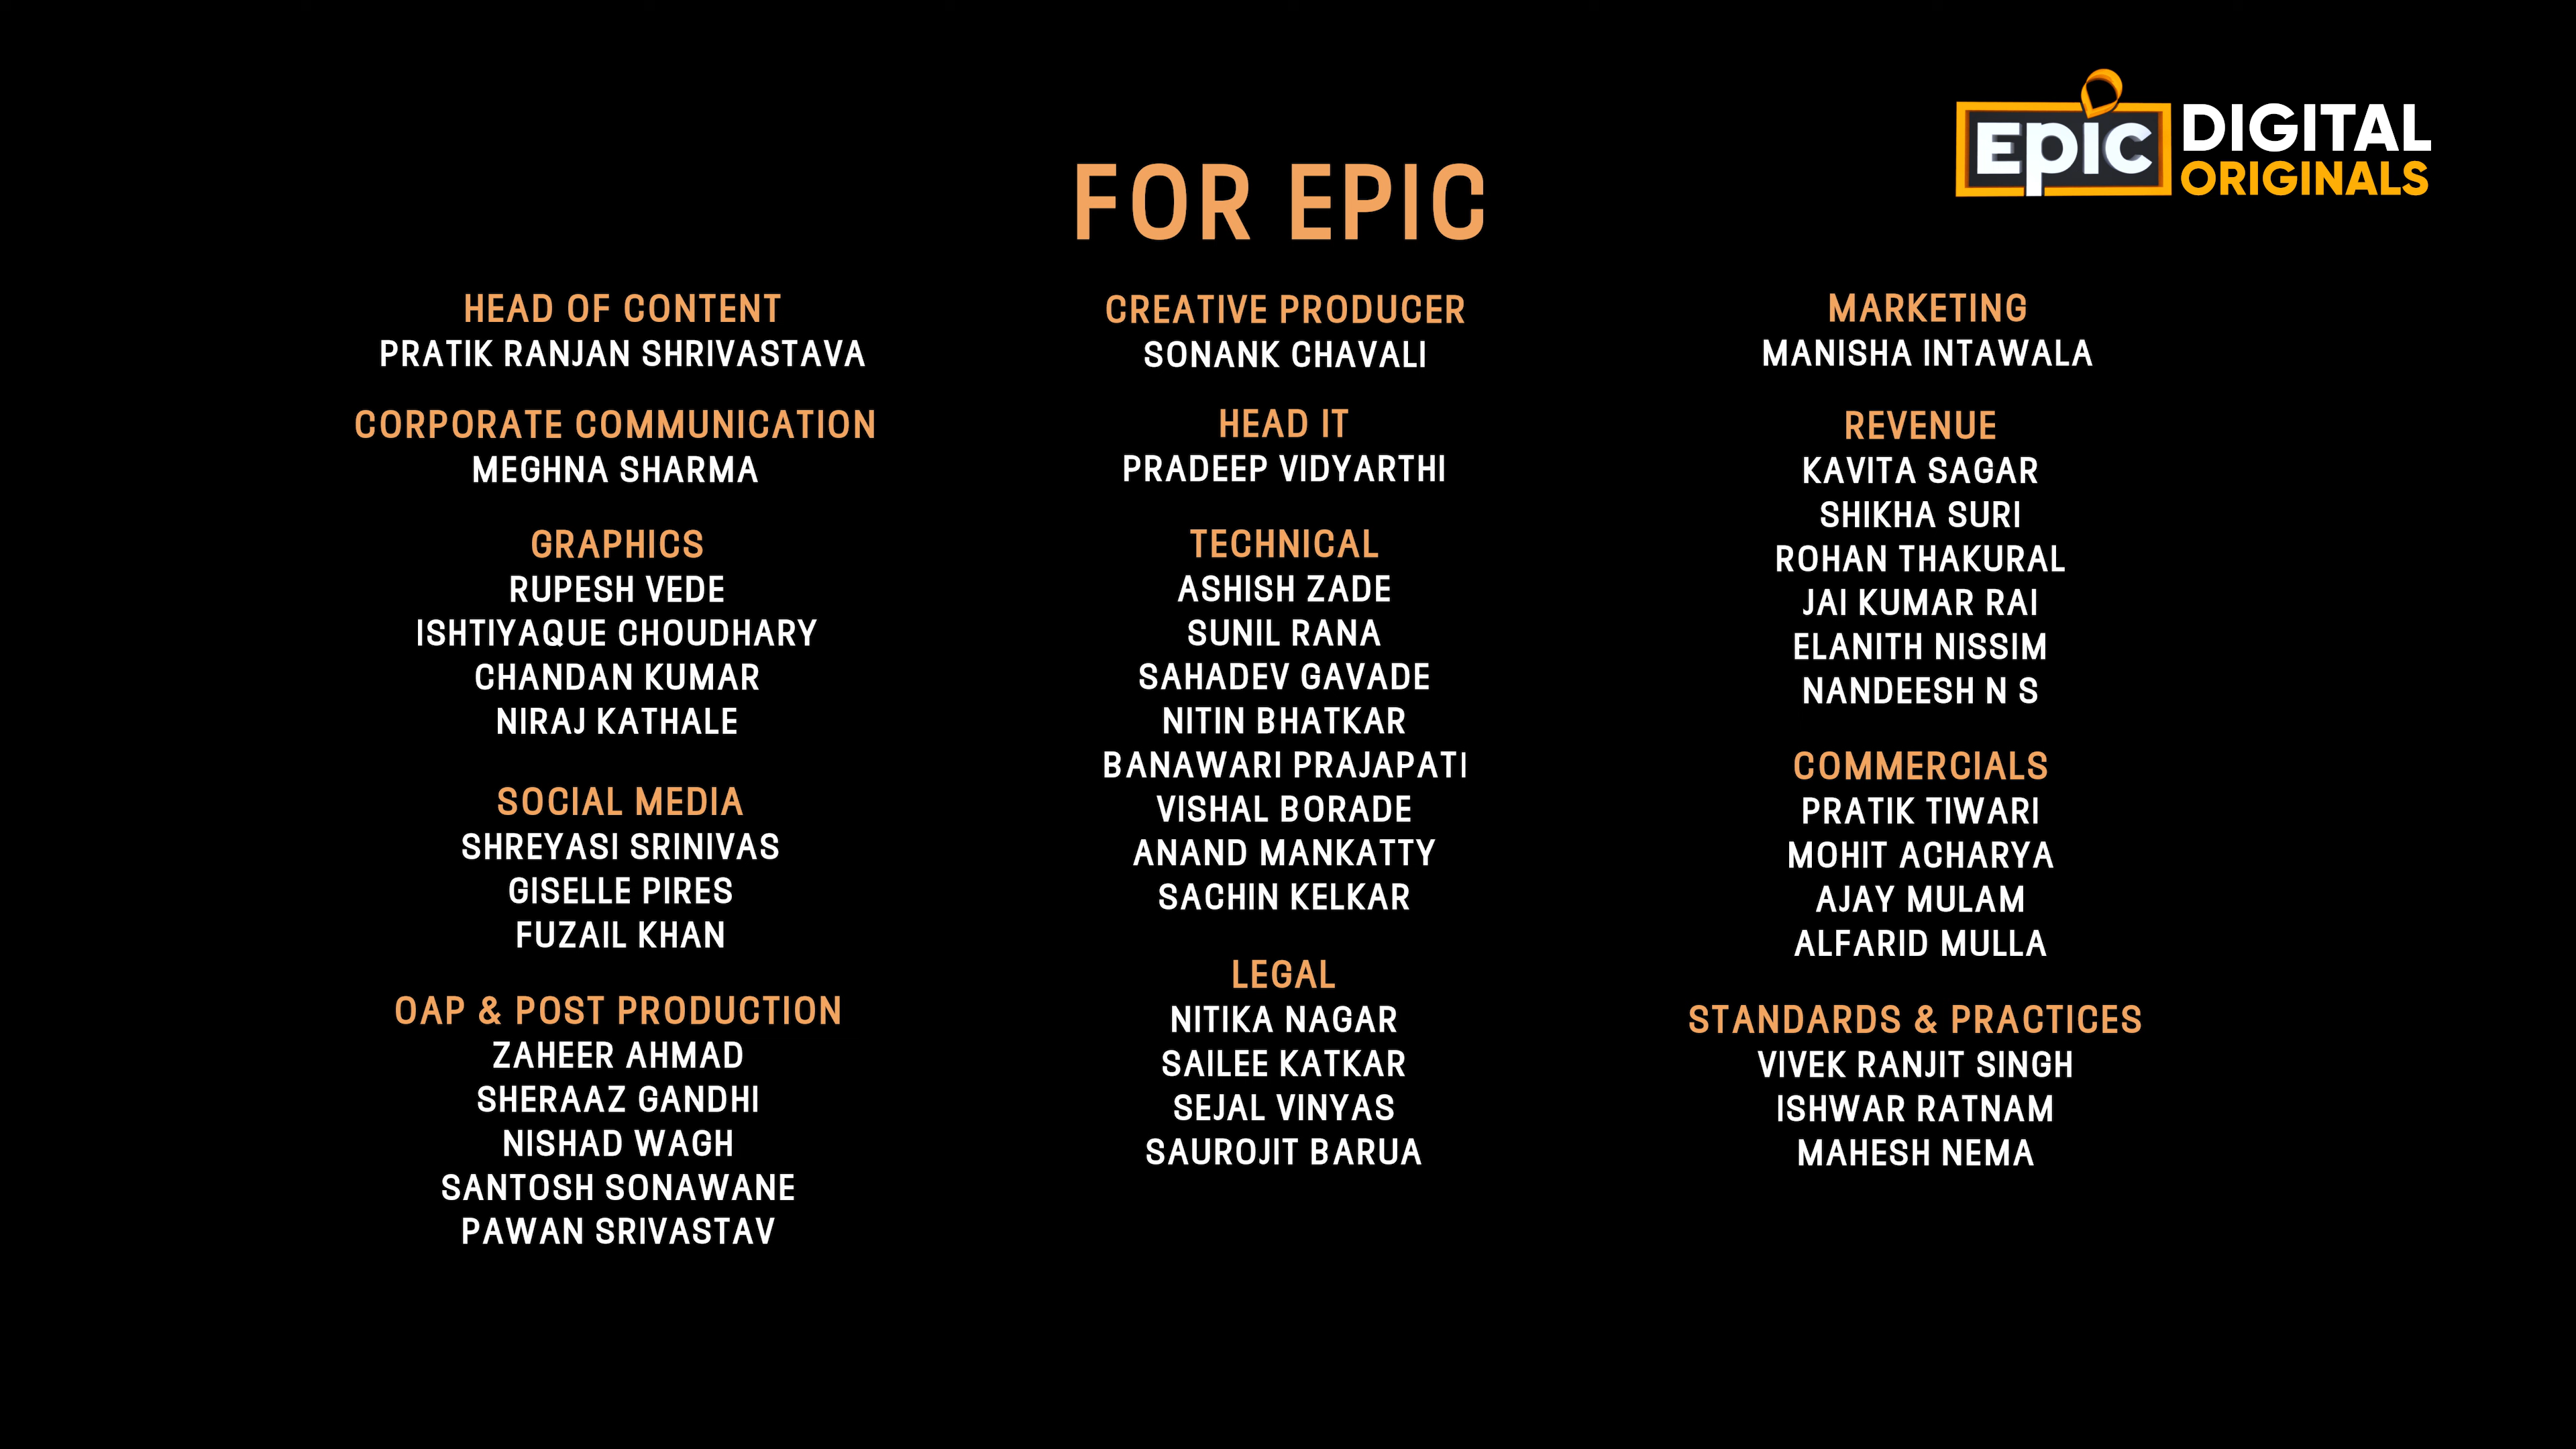 Epic DIGITAL
ORIGINALS
FOR EPIC
HEAD OF CONTENT
PRATIK RANJAN SHRIVASTAVA
CORPORATE COMMUNICATION
MEGHNA SHARMA
GRAPHICS
RUPESH VEDE
ISHTIYAQUE CHOUDHARY
CHANDAN KUMAR
NIRAJ KATHALE
SOCIAL MEDIA
SHREYASI SRINIVAS
GISELLE PIRES
FUZAIL KHAN
OAP & POST PRODUCTION
ZAHEER AHMAD
SHERAAZ GANDHI
NISHAD WAGH
SANTOSH SONAWANE
PAWAN SRIVASTAV
CREATIVE PRODUCER
SONANK CHAVALI
HEAD IT
PRADEEP VIDYARTHI
TECHNICAL
ASHISH ZADE
SUNIL RANA
SAHADEV GAVADE
NITIN BHATKAR
BANAWARI PRAJAPATI
VISHAL BORADE
ANAND MANKATTY
SACHIN KELKAR
LEGAL
NITIKA NAGAR
SAILEE KATKAR
SEJAL VINYAS
SAUROJIT BARUA
MARKETING
MANISHA INTAWALA
REVENUE
KAVITA SAGAR
SHIKHA SURI
ROHAN THAKURAL
JAI KUMAR RAI
ELANITH NISSIM
NANDEESH N S
COMMERCIALS
PRATIK TIWARI
MOHIT ACHARYA
AJAY MULAM
ALFARID MULLA
STANDARDS & PRACTICES
VIVEK RANJIT SINGH
ISHWAR RATNAM
MAHESH NEMA